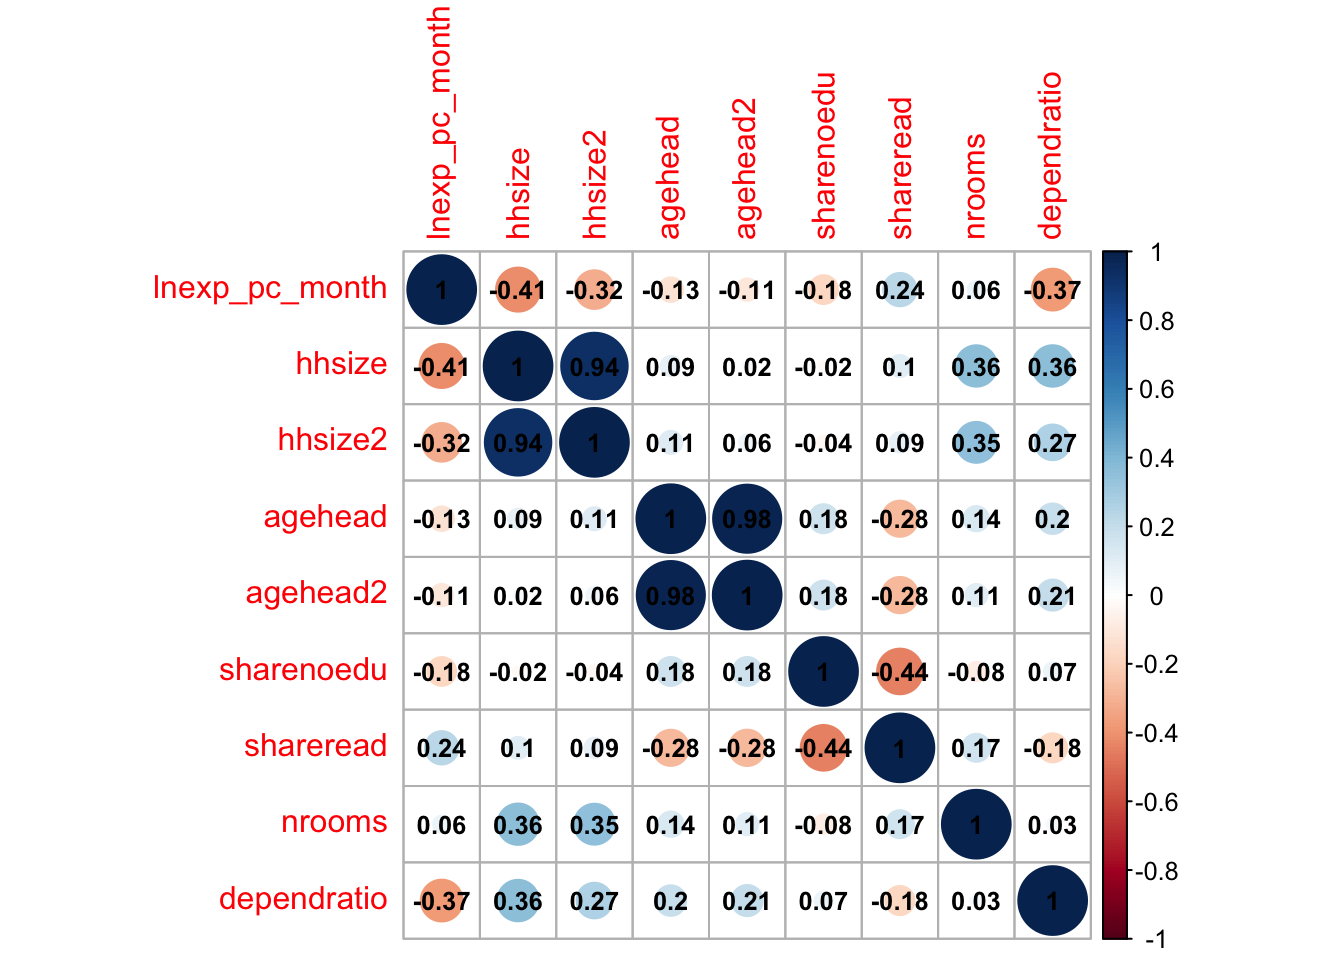 lnexp_pc_month hhsize hhsize2 agehead agehead2 sharenoedu shareread nrooms dependratio
lnexp_pc_month 1 -0.41 -0.32 -0.13 -0.11 -0.18 0.24 0.06 -0.37
hhsize -0.41 1 0.94 0.09 0.02 -0.02 0.1 0.36 0.36
hhsize2 -0.32 0.94 1 0.11 0.06 -0.04 0.09 0.35 0.27
agehead -0.13 0.09 0.11 1 0.98 0.18 -0.28 0.14 0.2
agehead2 -0.11 0.02 0.06 0.98 1 0.18 -0.28 0.11 0.21
sharenoedu -0.18 -0.02 -0.04 0.18 0.18 1 -0.44 -0.08 0.07
shareread 0.24 0.1 0.09 -0.28 -0.28 -0.44 1 0.17 -0.18
nrooms 0.06 0.36 0.35 0.14 0.11 -0.08 0.17 1 0.03
dependratio -0.37 0.36 0.27 0.2 0.21 0.07 -0.18 0.03 1
1
0.8
0.6
0.4
0.2
0
-0.2
-0.4
-0.6
-0.8
-1